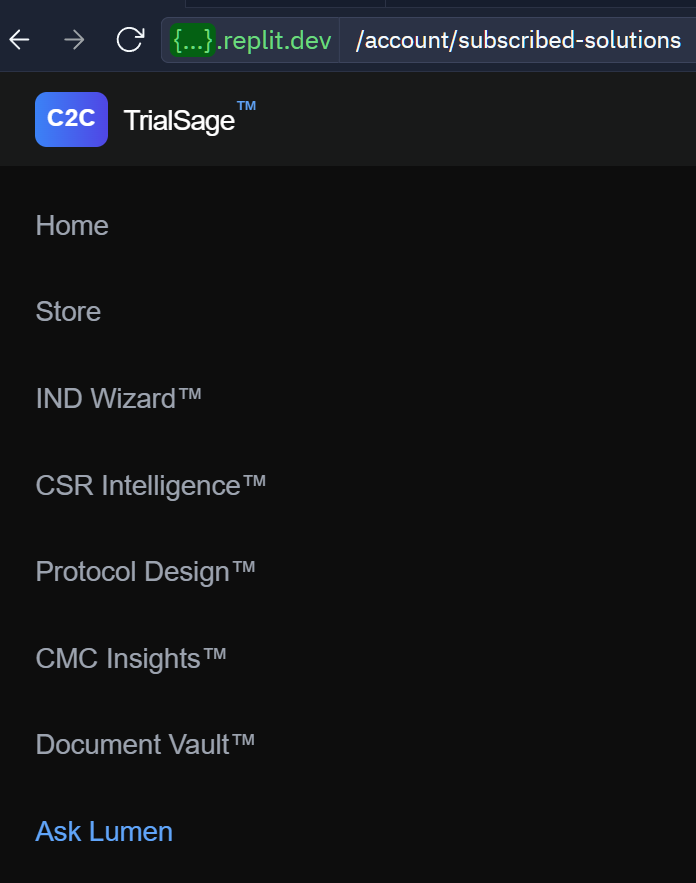 {...}.replit.dev /account/subscribed-solutions
C2C TrialSage™
Home
Store
IND Wizard™
CSR Intelligence™
Protocol Design™
CMC Insights™
Document Vault™
Ask Lumen